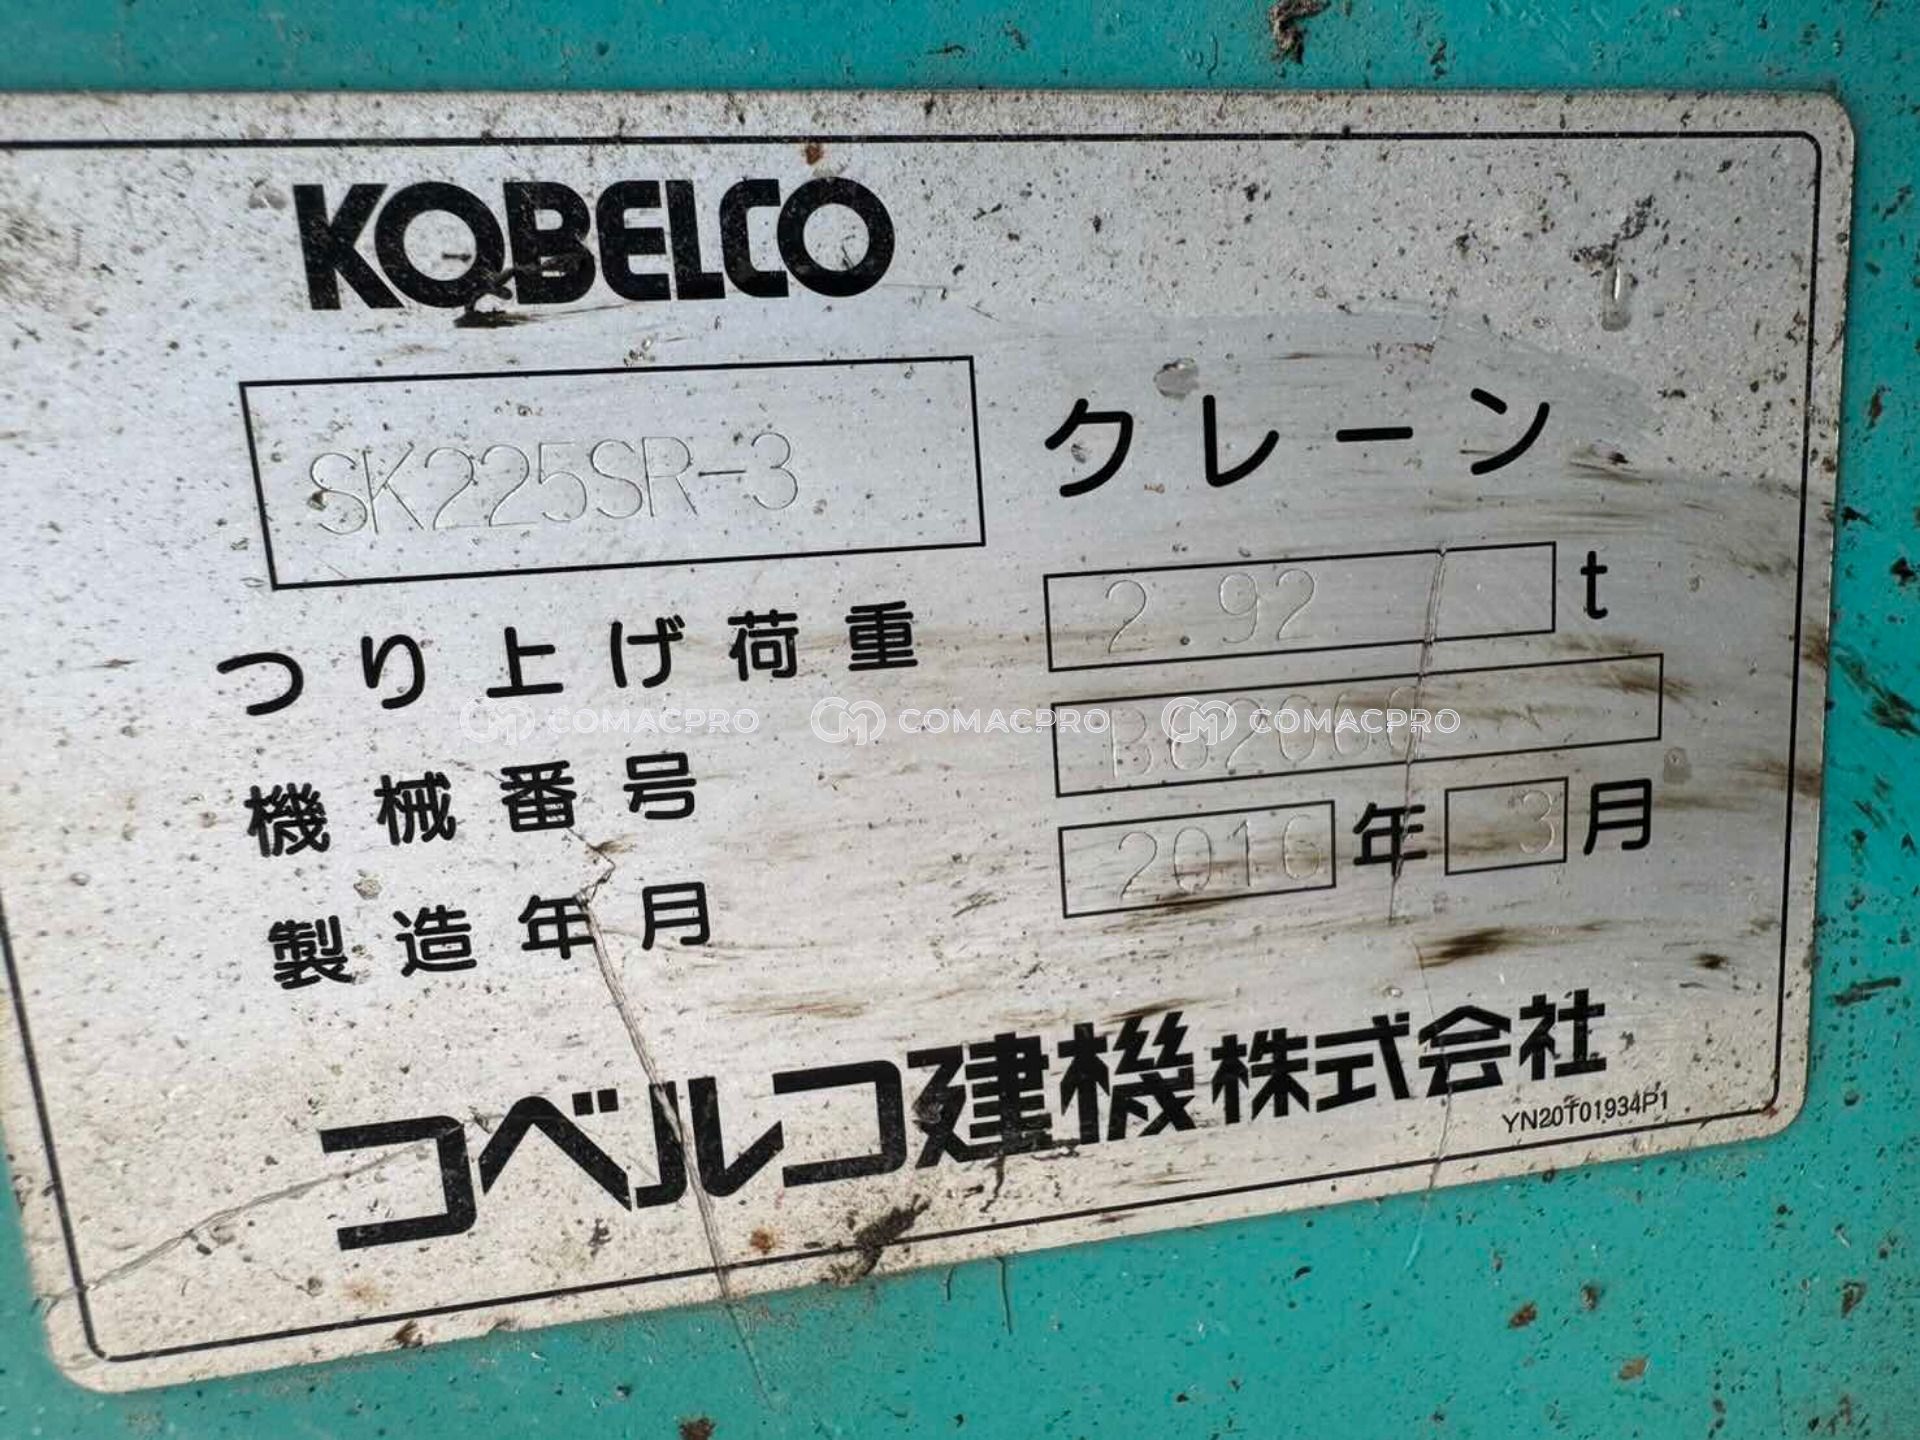 KOBELCO
SK225SR-3 クレーン
つり上げ荷重 2.92 t
機械番号
製造年月 2016 年 3 月
コベルコ建機株式会社
YN20T01934P1
COMACPRO COMACPRO COMACPRO